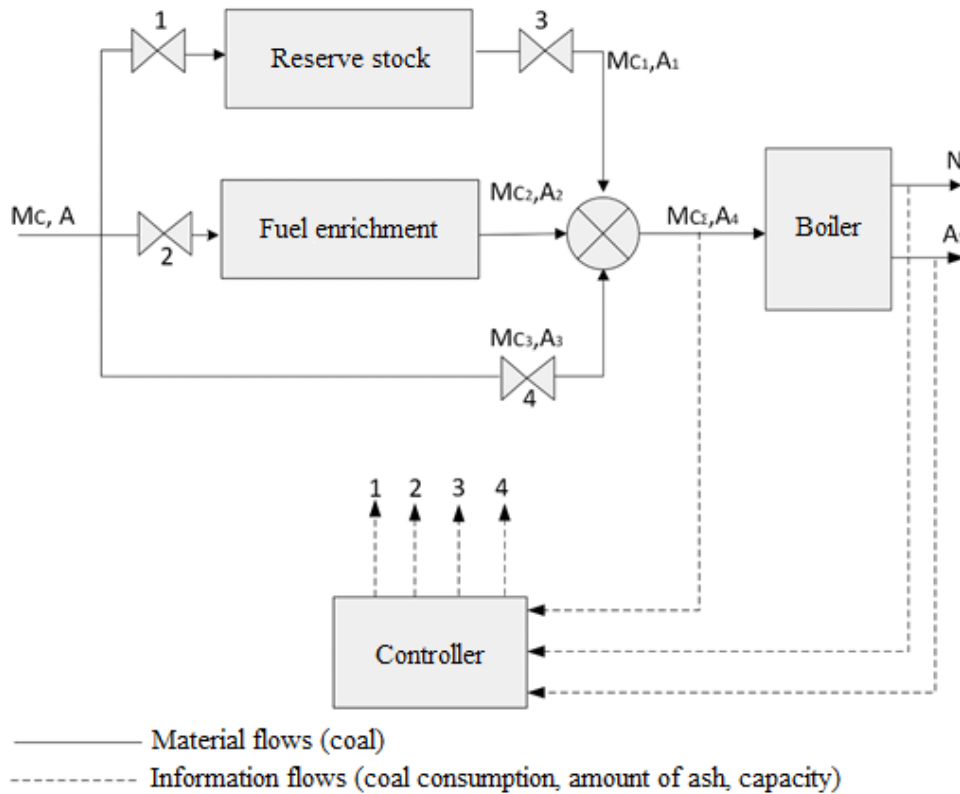 1
3
Reserve stock
Mc₁,A₁
N
Mc₂,A₂
Mc, A
Fuel enrichment
McΣ,A₄
Boiler
2
Mc₃,A₃
4
1 2 3 4
Controller
Material flows (coal)
Information flows (coal consumption, amount of ash, capacity)